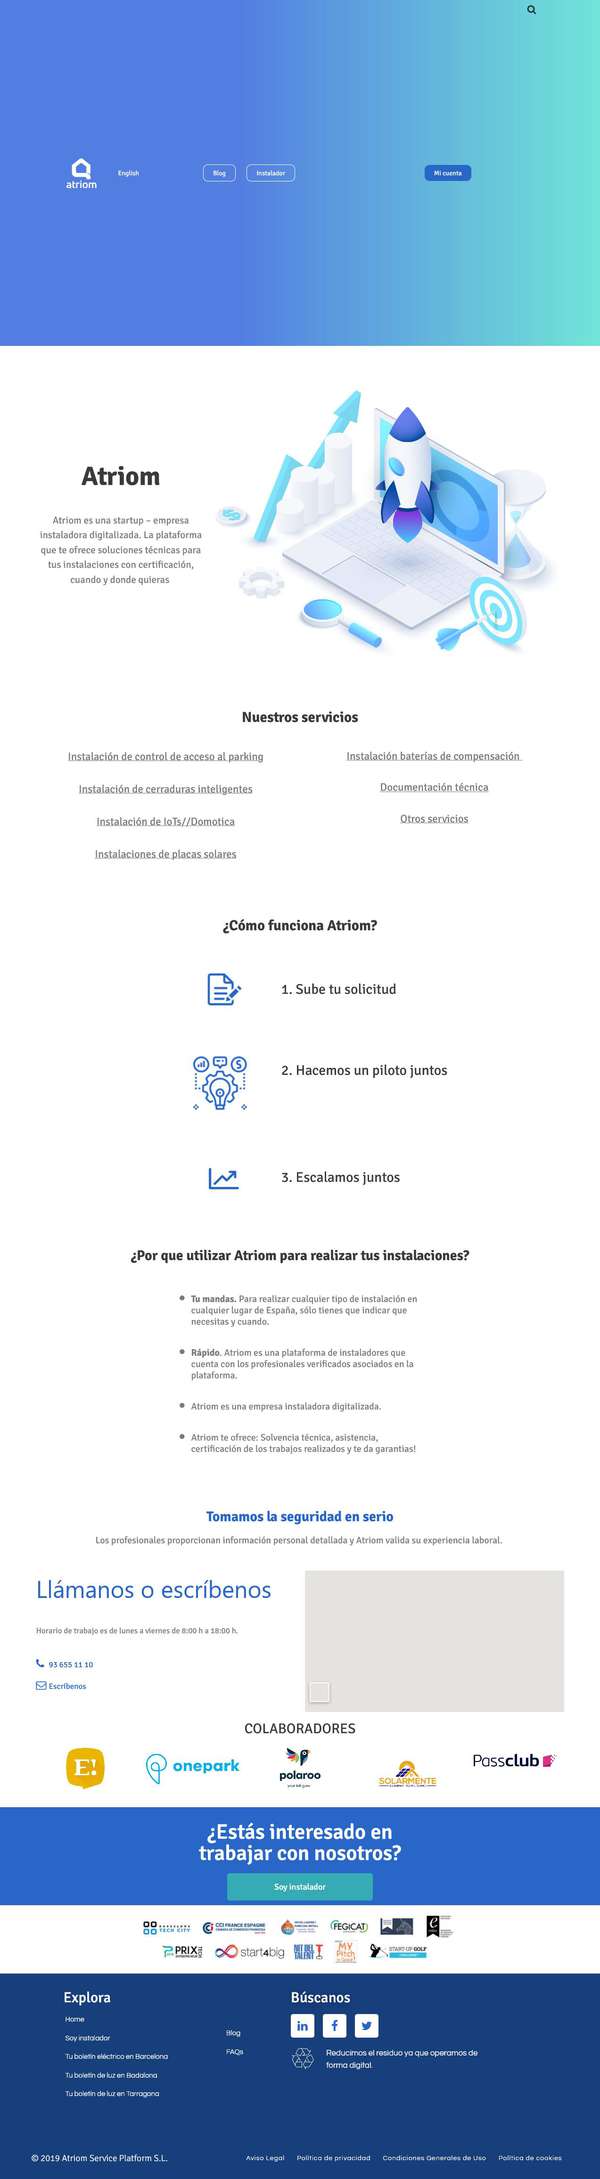 atriom
English
Blog
Instalador
Mi cuenta
Atriom
Atriom es una startup – empresa
instaladora digitalizada. La plataforma
que te ofrece soluciones técnicas para
tus instalaciones con certificación,
cuando y donde quieras
Nuestros servicios
Instalación de control de acceso al parking
Instalación de cerraduras inteligentes
Instalación de IoTs//Domotica
Instalaciones de placas solares
Instalación baterías de compensación
Documentación técnica
Otros servicios
¿Cómo funciona Atriom?
1. Sube tu solicitud
2. Hacemos un piloto juntos
3. Escalamos juntos
¿Por que utilizar Atriom para realizar tus instalaciones?
Tu mandas. Para realizar cualquier tipo de instalación en
cualquier lugar de España, sólo tienes que indicar que
necesitas y cuando.
Rápido. Atriom es una plataforma de instaladores que
cuenta con los profesionales verificados asociados en la
plataforma.
Atriom es una empresa instaladora digitalizada.
Atriom te ofrece: Solvencia técnica, asistencia,
certificación de los trabajos realizados y te da garantias!
Tomamos la seguridad en serio
Los profesionales proporcionan información personal detallada y Atriom valida su experiencia laboral.
Llámanos o escríbenos
Horario de trabajo es de lunes a viernes de 8:00 h a 18:00 h.
93 655 11 10
Escríbenos
COLABORADORES
E!
onepark
polaroo
SOLARMENTE
Passclub
¿Estás interesado en
trabajar con nosotros?
Soy instalador
BARCELONA
TECH CITY
CCI FRANCE ESPAGNE
FEGICAT
PRIX
start4big
MY
Pitch
START-UP GOLF
Explora
Home
Soy instalador
Tu boletín eléctrico en Barcelona
Tu boletín de luz en Badalona
Tu boletín de luz en Tarragona
Blog
FAQs
Búscanos
in
f
Reducimos el residuo ya que operamos de
forma digital.
© 2019 Atriom Service Platform S.L.
Aviso Legal
Política de privacidad
Condiciones Generales de Uso
Política de cookies